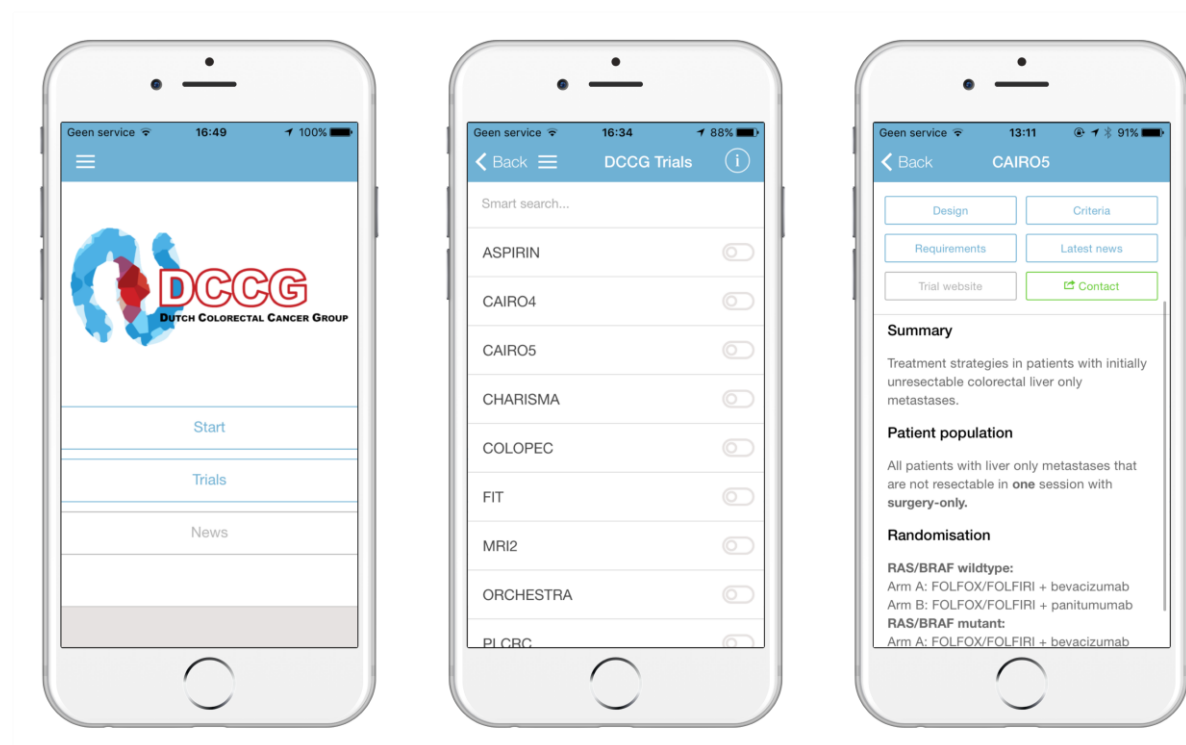 Geen service 16:49 100%
DCCG
DUTCH COLORECTAL CANCER GROUP
Start
Trials
News
Geen service 16:34 88%
Back DCCG Trials i
Smart search...
ASPIRIN
CAIRO4
CAIRO5
CHARISMA
COLOPEC
FIT
MRI2
ORCHESTRA
PLCRC
Geen service 13:11 91%
Back CAIRO5
Design Criteria
Requirements Latest news
Trial website Contact
Summary
Treatment strategies in patients with initially
unresectable colorectal liver only
metastases.
Patient population
All patients with liver only metastases that
are not resectable in one session with
surgery-only.
Randomisation
RAS/BRAF wildtype:
Arm A: FOLFOX/FOLFIRI + bevacizumab
Arm B: FOLFOX/FOLFIRI + panitumumab
RAS/BRAF mutant:
Arm A: FOLFOX/FOLFIRI + bevacizumab